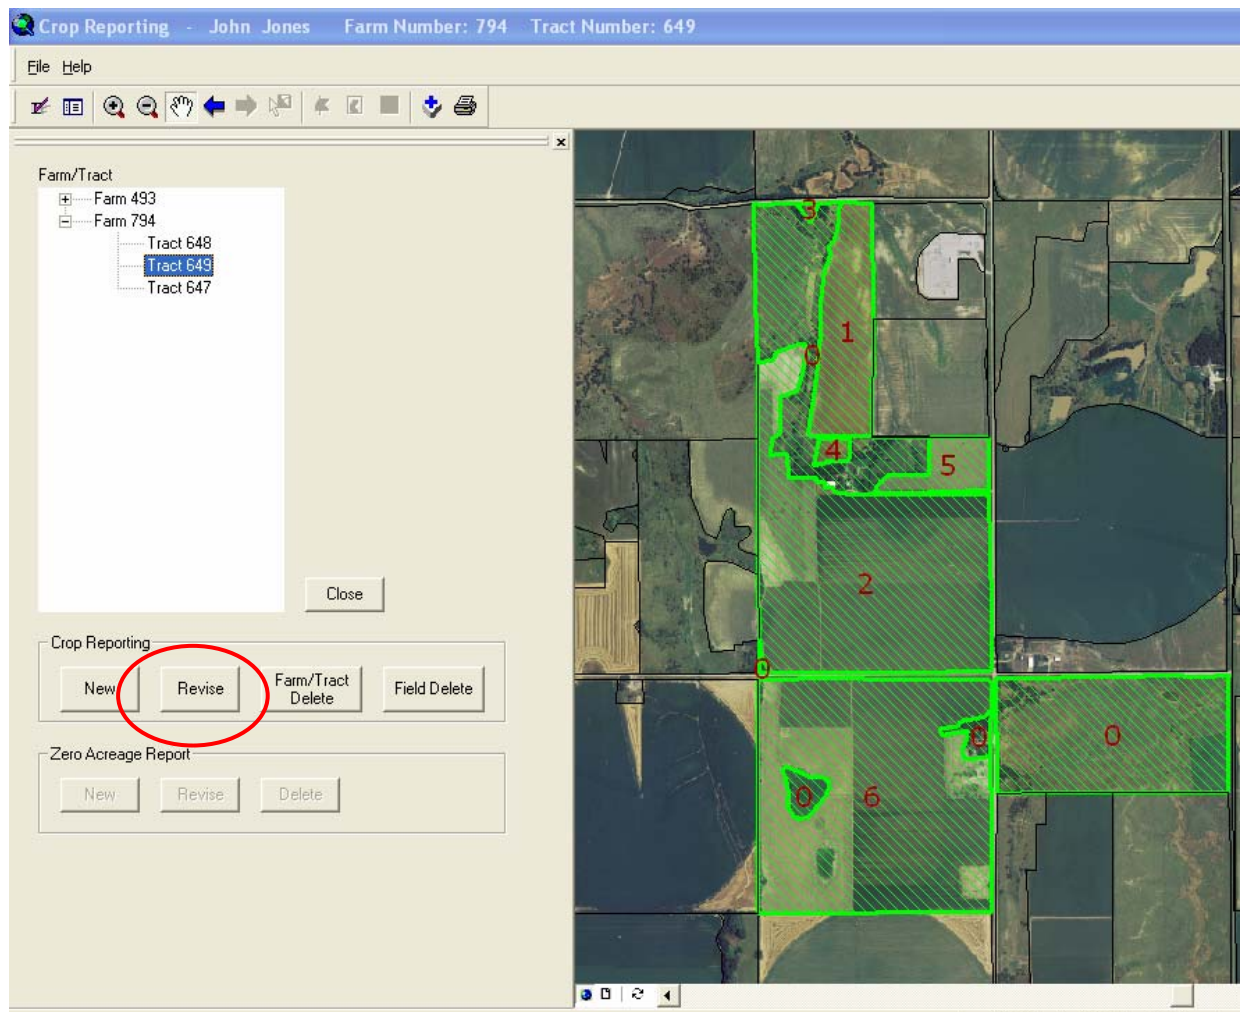 Crop Reporting - John Jones Farm Number: 794 Tract Number: 649
File Help
Farm/Tract
Farm 493
Farm 794
Tract 648
Tract 649
Tract 647
Close
Crop Reporting
New
Revise
Farm/Tract
Delete
Field Delete
Zero Acreage Report
New
Revise
Delete
3
1
0
4
5
2
0
0
0
0
6